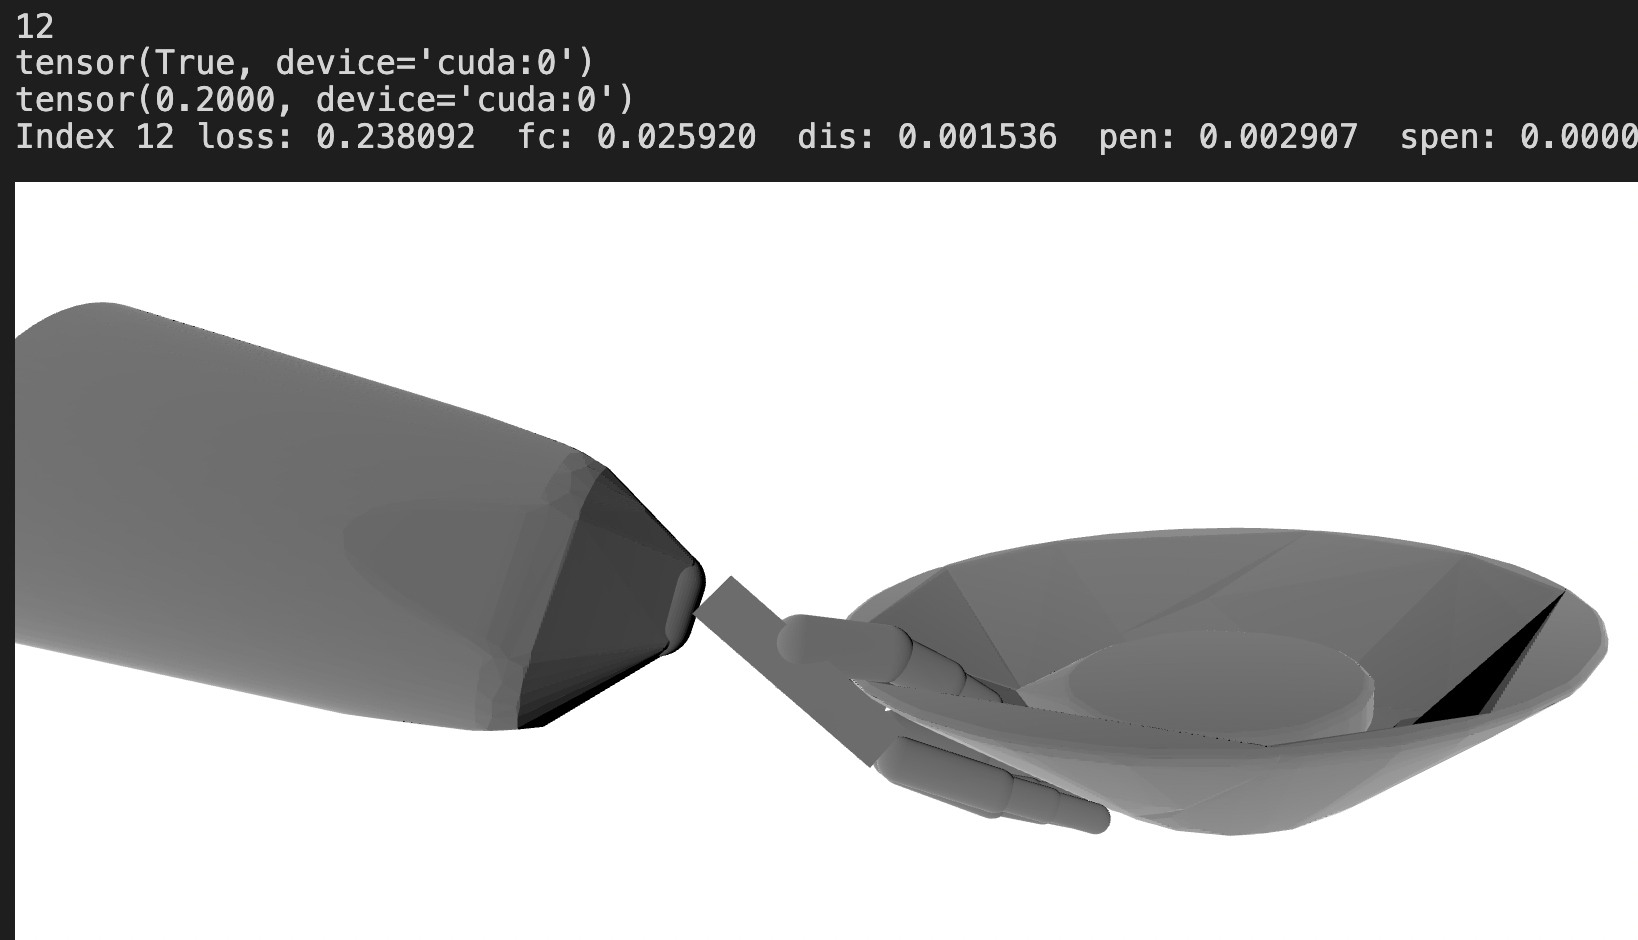 12
tensor(True, device='cuda:0')
tensor(0.2000, device='cuda:0')
Index 12 loss: 0.238092  fc: 0.025920  dis: 0.001536  pen: 0.002907  spen: 0.0000